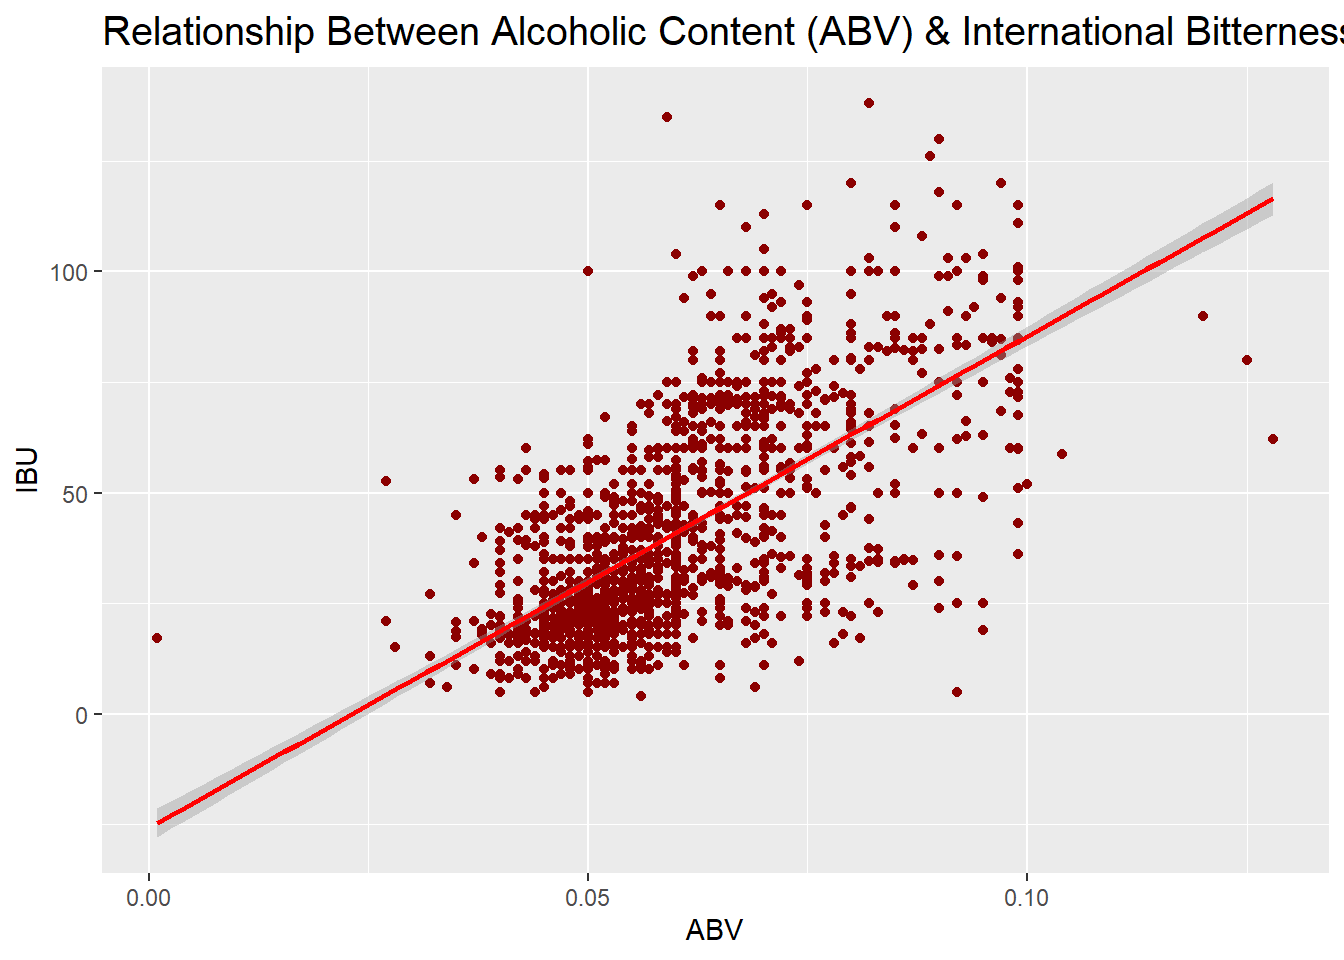 Relationship Between Alcoholic Content (ABV) & International Bitterness
IBU
100
50
0
0.00
0.05
0.10
ABV